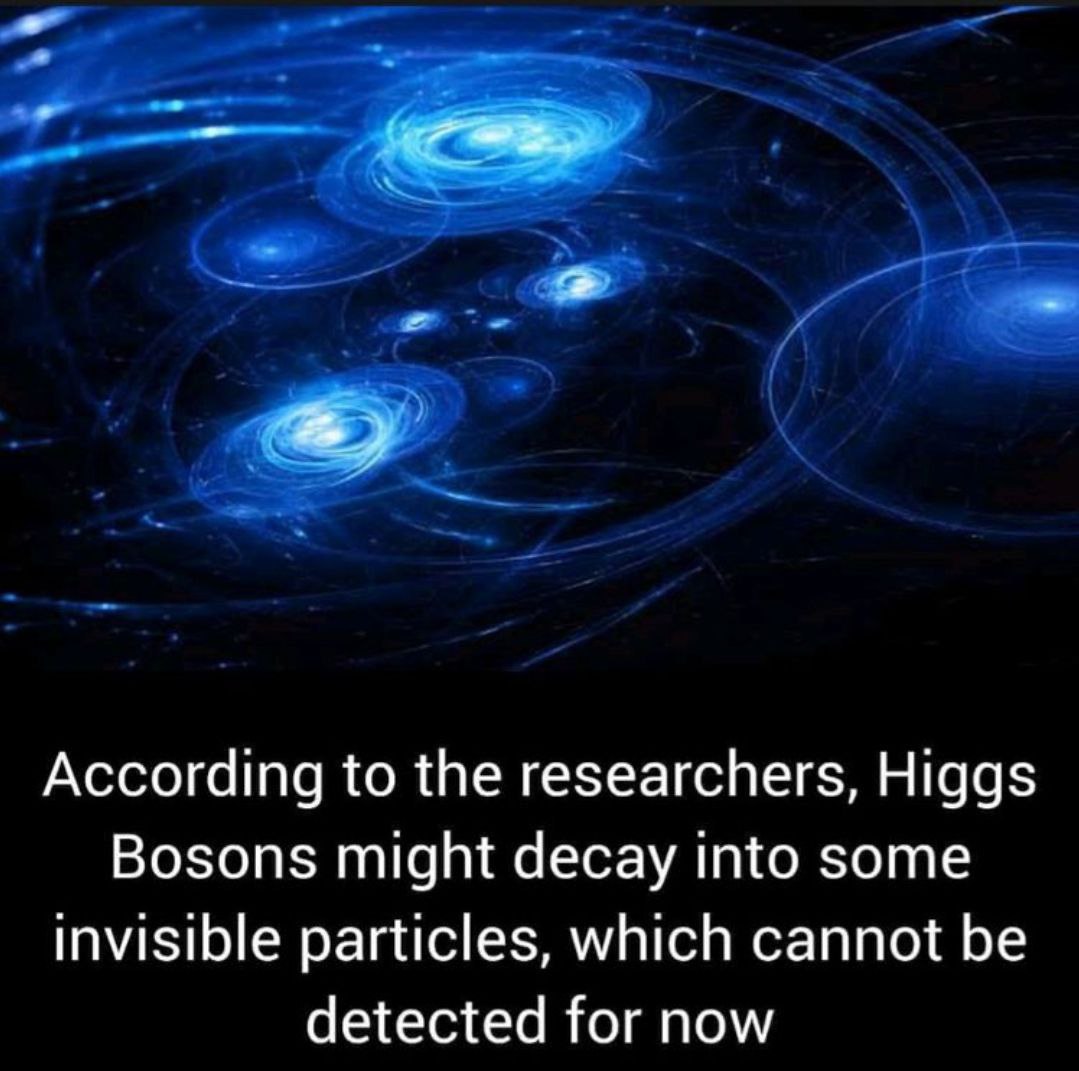 According to the researchers, Higgs
Bosons might decay into some
invisible particles, which cannot be
detected for now